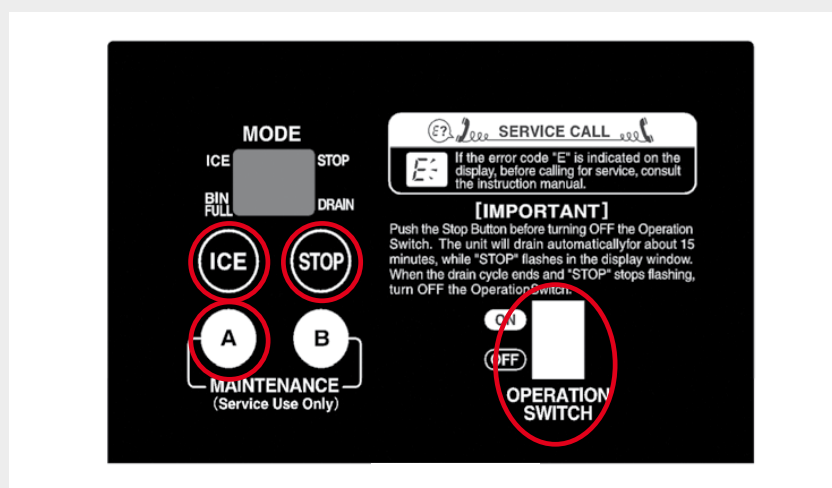 MODE
ICE
STOP
BIN
FULL
DRAIN
ICE
STOP
A
B
MAINTENANCE
(Service Use Only)
E?
SERVICE CALL
E
If the error code "E" is indicated on the
display, before calling for service, consult
the instruction manual.
[IMPORTANT]
Push the Stop Button before turning OFF the Operation
Switch. The unit will drain automaticallyfor about 15
minutes, while "STOP" flashes in the display window.
When the drain cycle ends and "STOP" stops flashing,
turn OFF the OperationSwitch.
ON
OFF
OPERATION
SWITCH